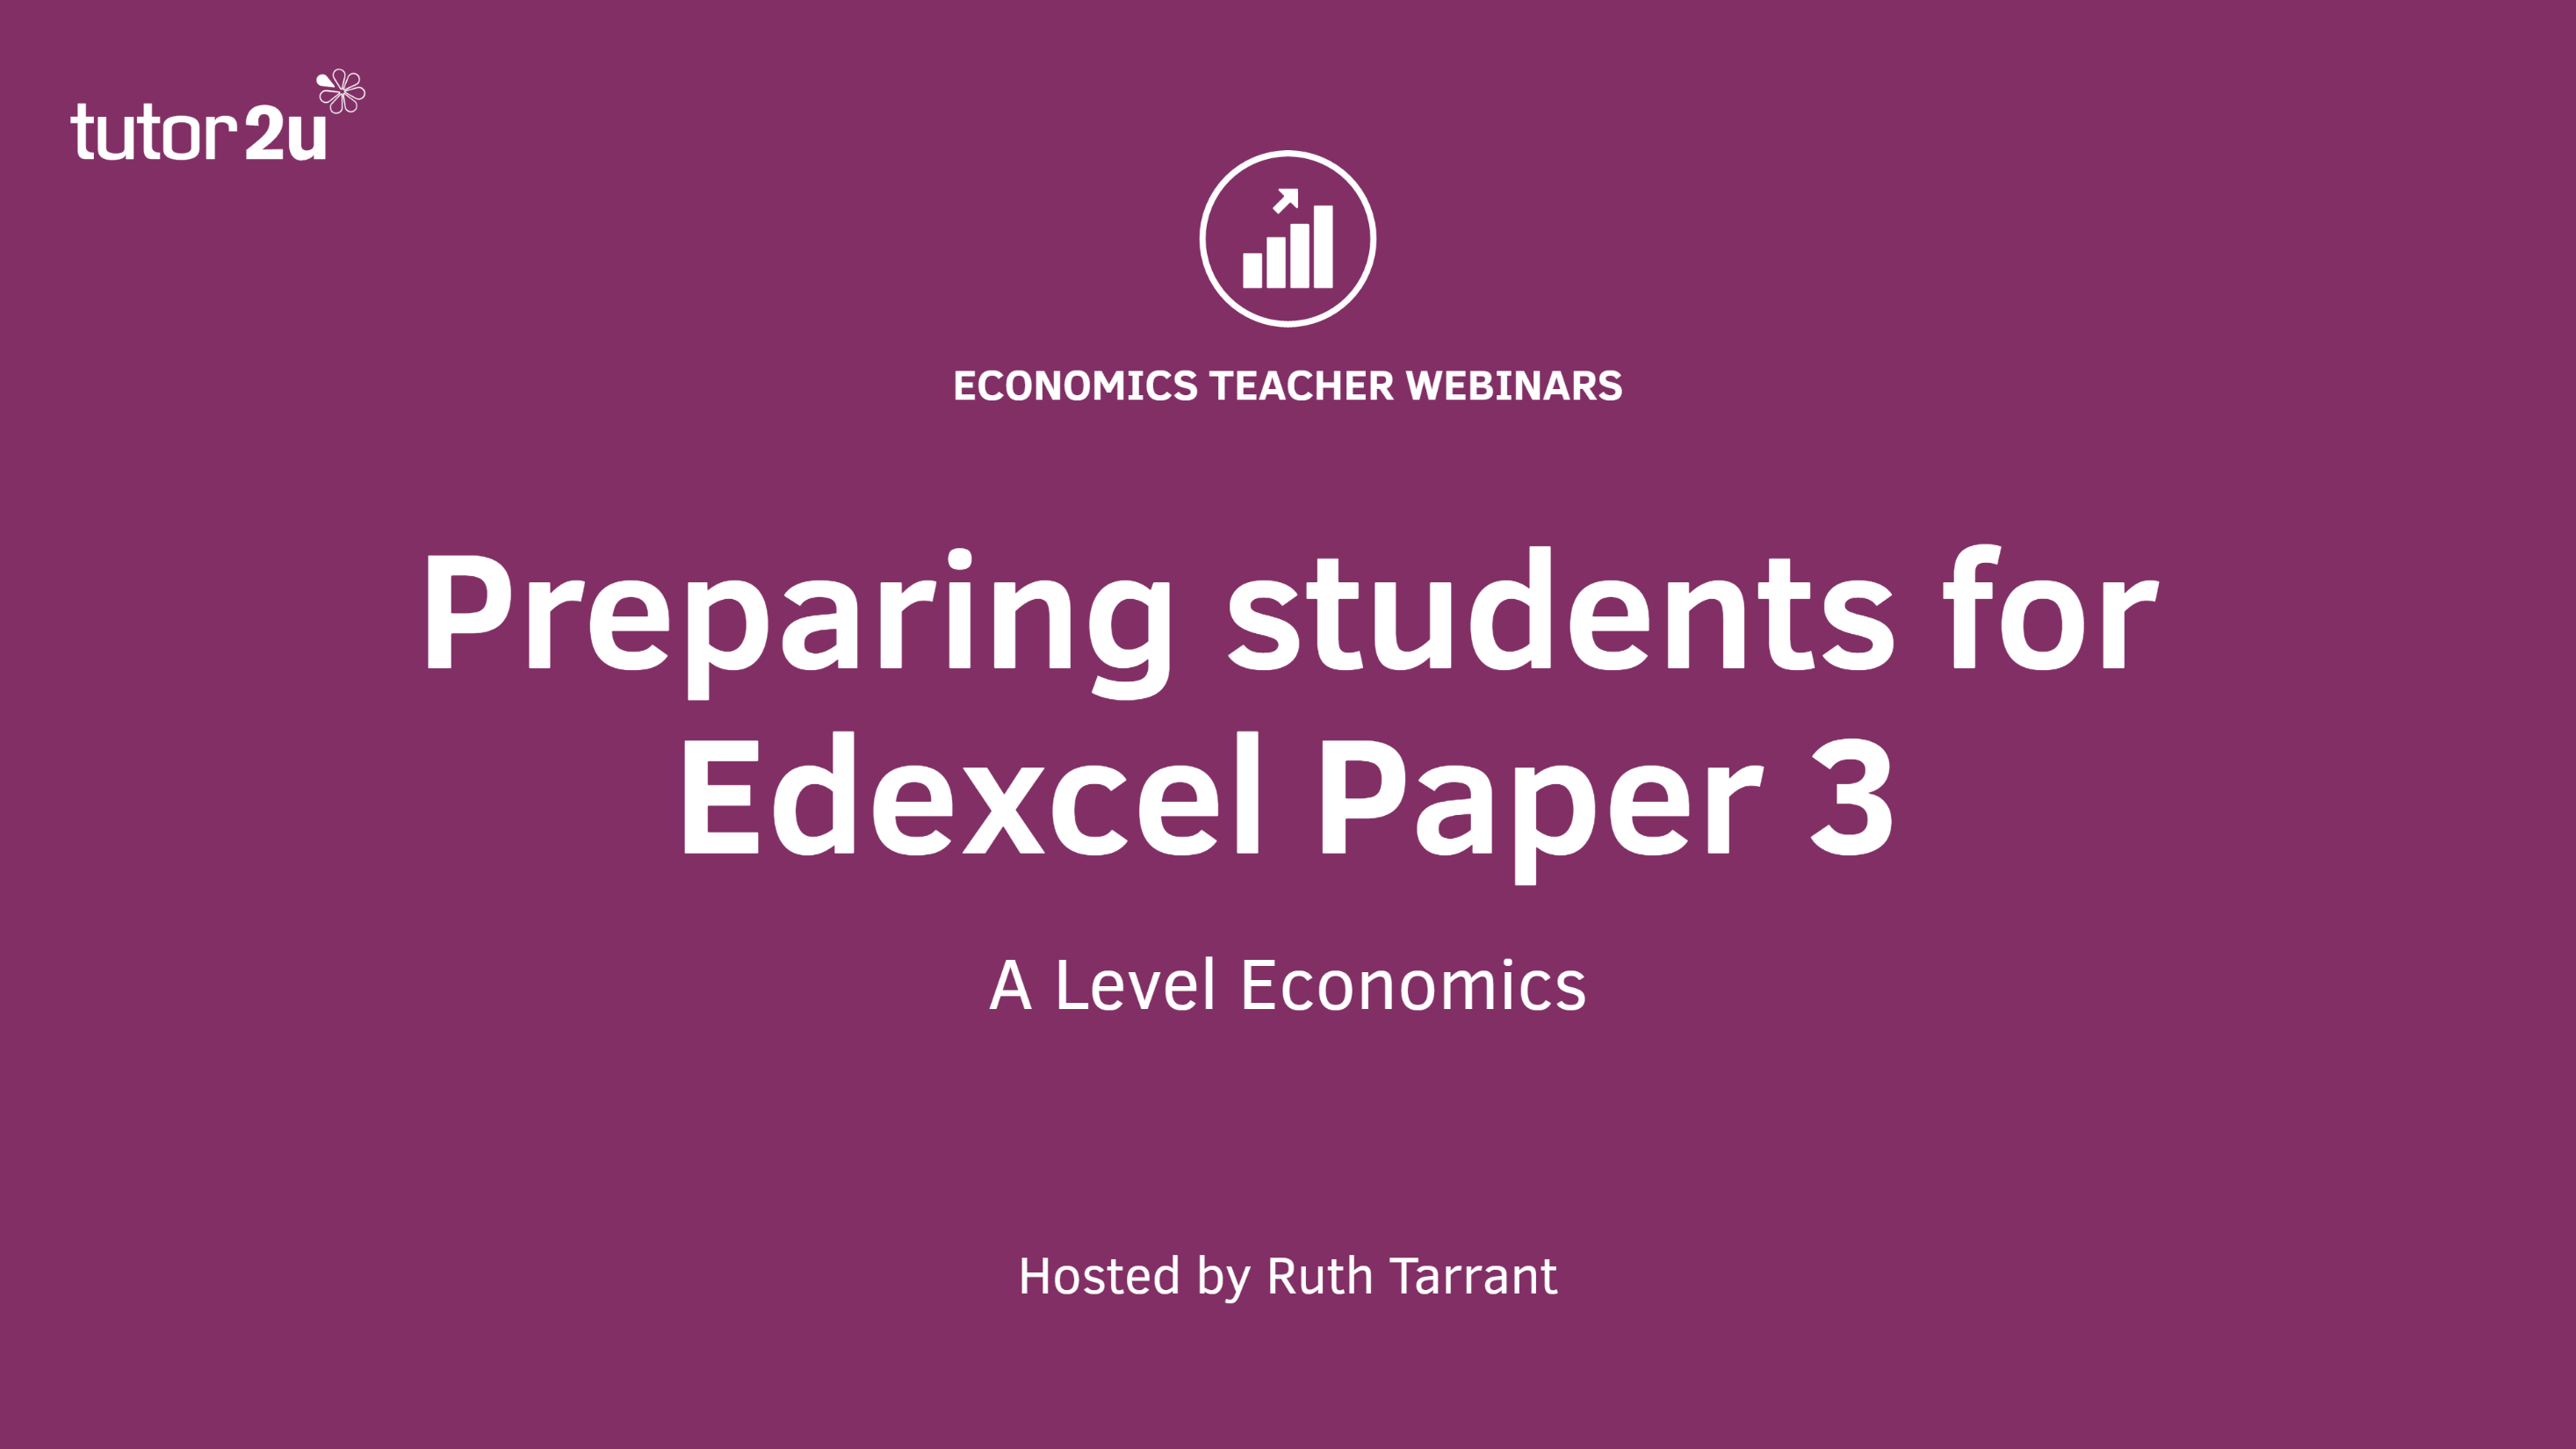 tutor2u
ECONOMICS TEACHER WEBINARS
Preparing students for
Edexcel Paper 3
A Level Economics
Hosted by Ruth Tarrant